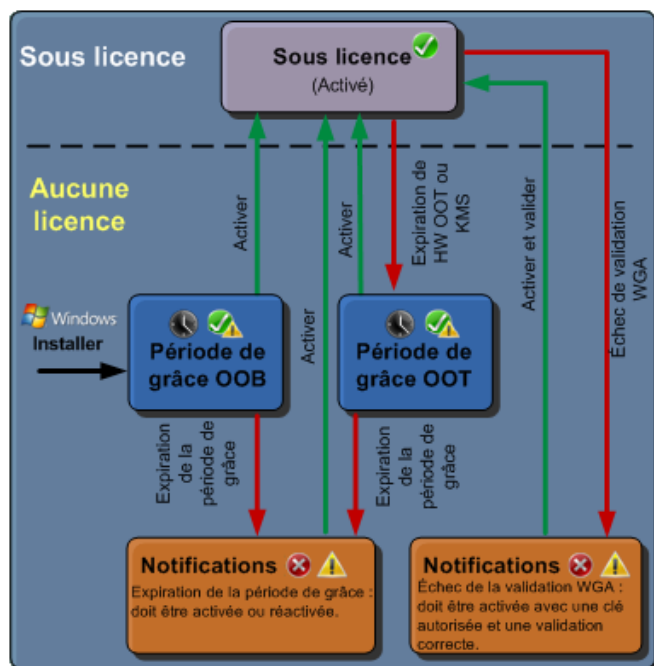 Sous licence
Sous licence
(Activé)
Aucune
licence
Activer
Activer
Activer
Expiration de
HW OOT ou
KMS
Activer et valider
Échec de validation
WGA
Windows
Installer
Période de
grâce OOB
Période de
grâce OOT
Expiration
de la
période de
grâce
Expiration
de la
période de
grâce
Notifications
Expiration de la période de grâce :
doit être activée ou réactivée.
Notifications
Échec de la validation WGA :
doit être activée avec une clé
autorisée et une validation
correcte.